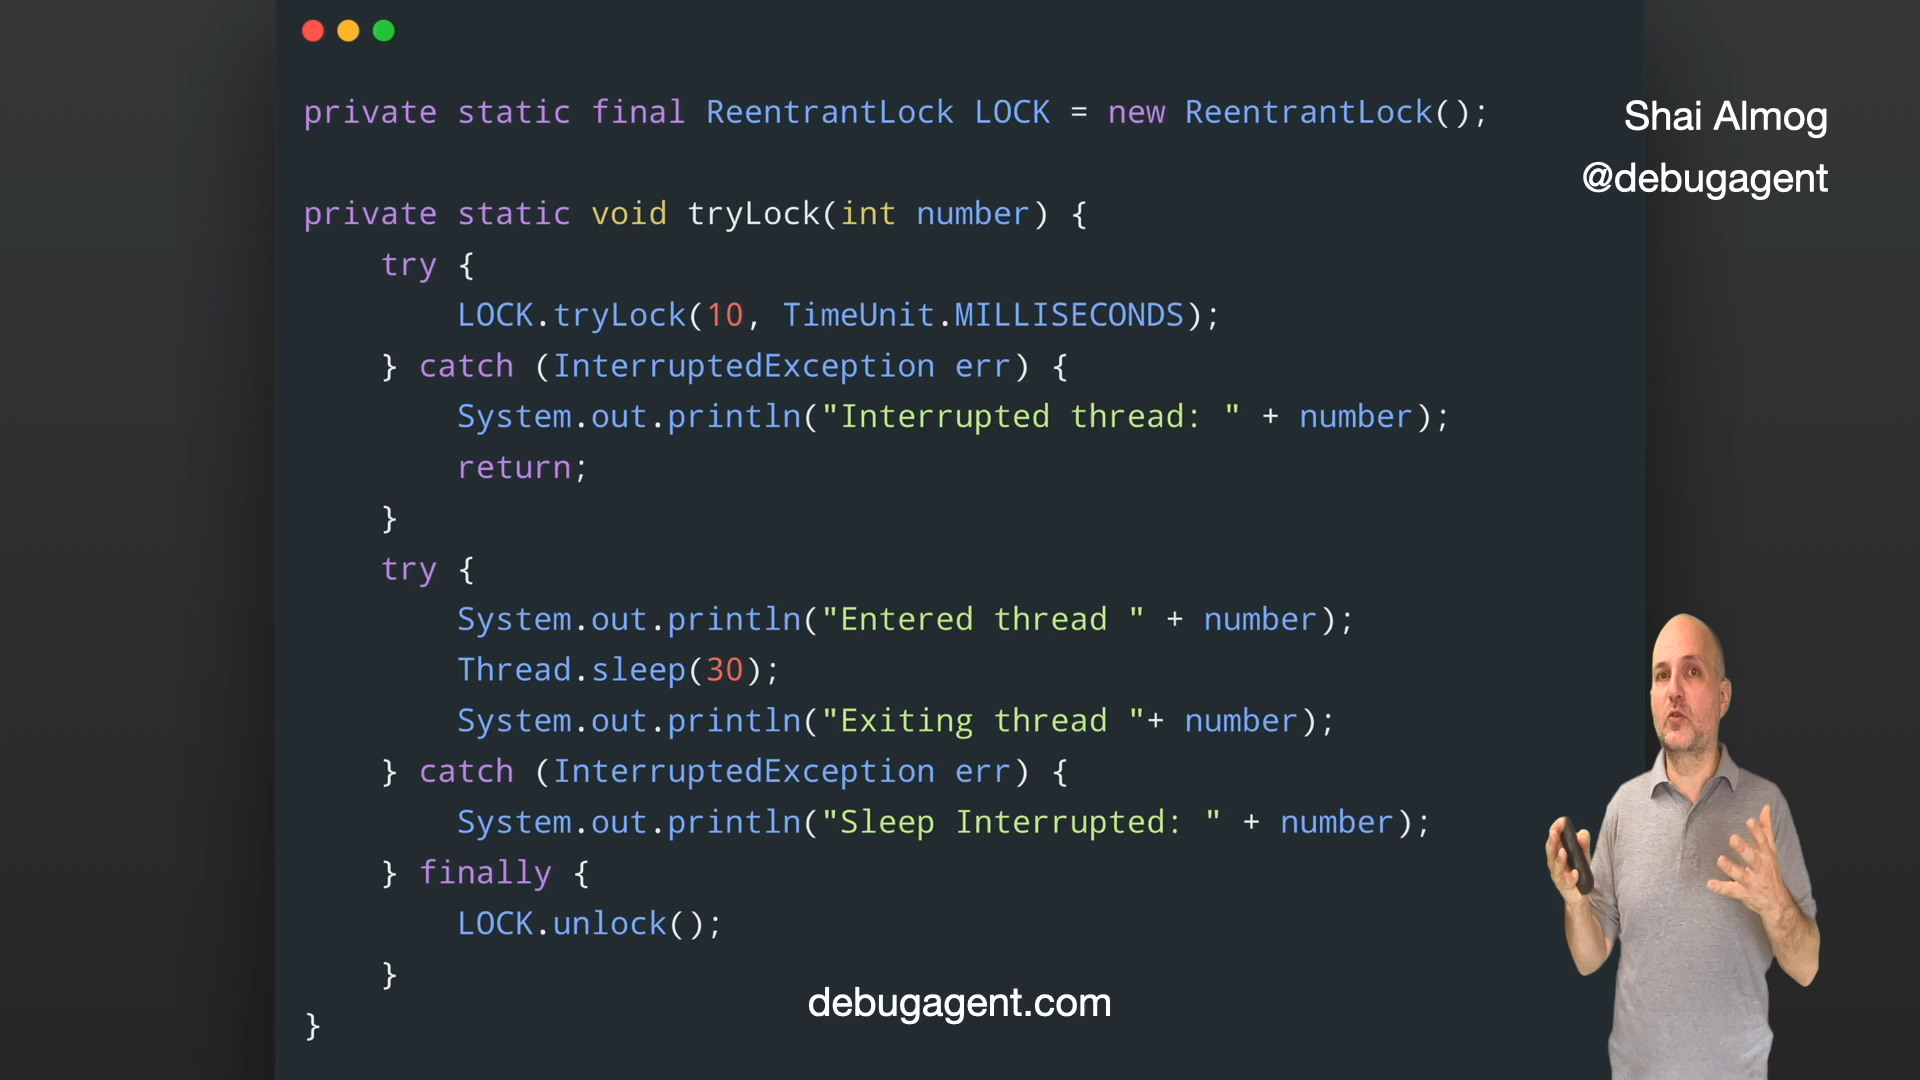 private static final ReentrantLock LOCK = new ReentrantLock();
private static void tryLock(int number) {
try {
LOCK.tryLock(10, TimeUnit.MILLISECONDS);
} catch (InterruptedException err) {
System.out.println("Interrupted thread: " + number);
return;
}
try {
System.out.println("Entered thread " + number);
Thread.sleep(30);
System.out.println("Exiting thread "+ number);
} catch (InterruptedException err) {
System.out.println("Sleep Interrupted: " + number);
} finally {
LOCK.unlock();
}
}
Shai Almog
@debugagent
debugagent.com